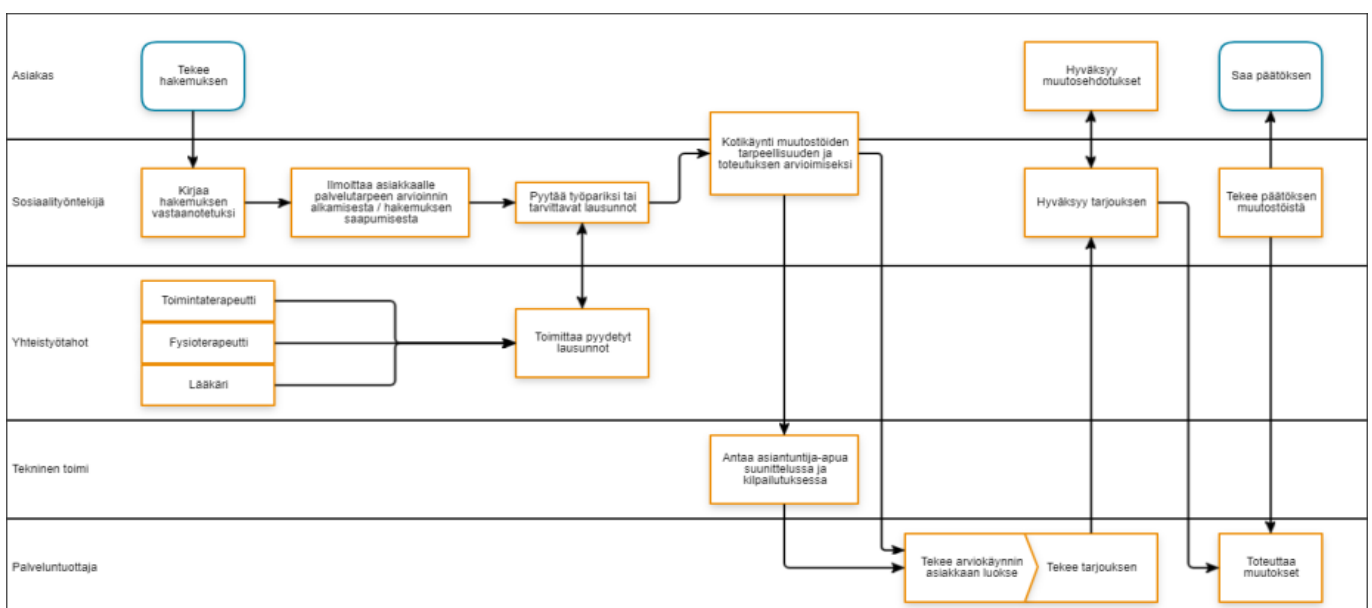 Asiakas
Tekee
hakemuksen
Hyväksyy
muutosehdotukset
Saa päätöksen
Sosiaalityöntekijä
Kirjaa
hakemuksen
vastaanotetuksi
Ilmoittaa asiakkaalle
palvelutarpeen arvioinnin
alkamisesta / hakemuksen
saapumisesta
Pyytää työpariksi tai
tarvittavat lausunnot
Kotikäynti muutostöiden
tarpeellisuuden ja
toteutuksen arvioimiseksi
Hyväksyy tarjouksen
Tekee päätöksen
muutostöistä
Yhteistyötahot
Toimintaterapeutti
Fysioterapeutti
Lääkäri
Toimittaa pyydetyt
lausunnot
Tekninen toimi
Antaa asiantuntija-apua
suunittelussa ja
kilpailutuksessa
Palveluntuottaja
Tekee arviokäynnin
asiakkaan luokse
Tekee tarjouksen
Toteuttaa
muutokset